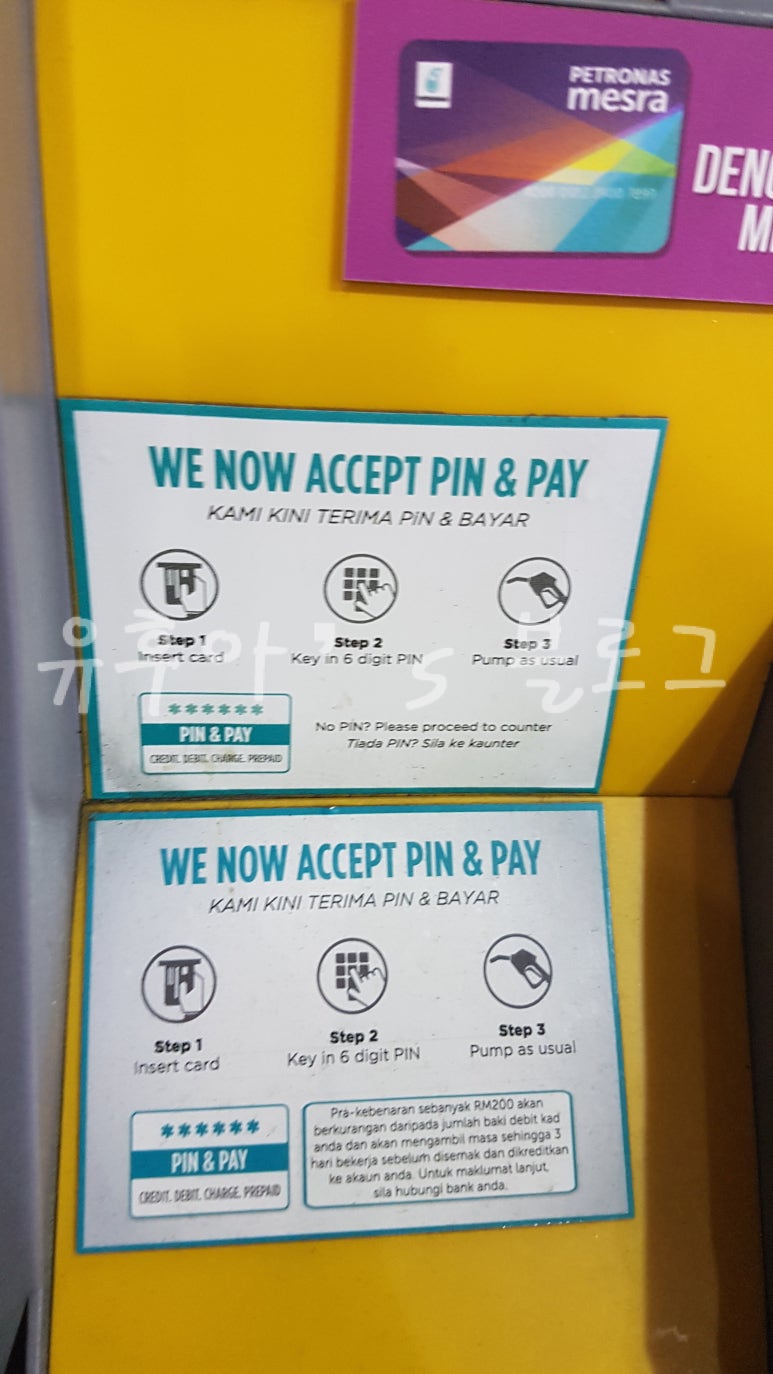 PETRONAS
mesra
WE NOW ACCEPT PIN & PAY
KAMI KINI TERIMA PIN & BAYAR
Step 1
Insert card
Step 2
Key in 6 digit PIN
Step 3
Pump as usual
유후아's 블로그
******
PIN & PAY
CREDIT. DEBIT. CHARGE. PREPAID
No PIN? Please proceed to counter
Tiada PIN? Sila ke kaunter
WE NOW ACCEPT PIN & PAY
KAMI KINI TERIMA PIN & BAYAR
Step 1
Insert card
Step 2
Key in 6 digit PIN
Step 3
Pump as usual
******
PIN & PAY
CREDIT. DEBIT. CHARGE. PREPAID
Pra-kebenaran sebanyak RM200 akan
berkurangan daripada jumlah baki debit kad
anda dan akan mengambil masa sehingga 3
hari bekerja sebelum disemak dan dikreditkan
ke akaun anda. Untuk maklumat lanjut,
sila hubungi bank anda.